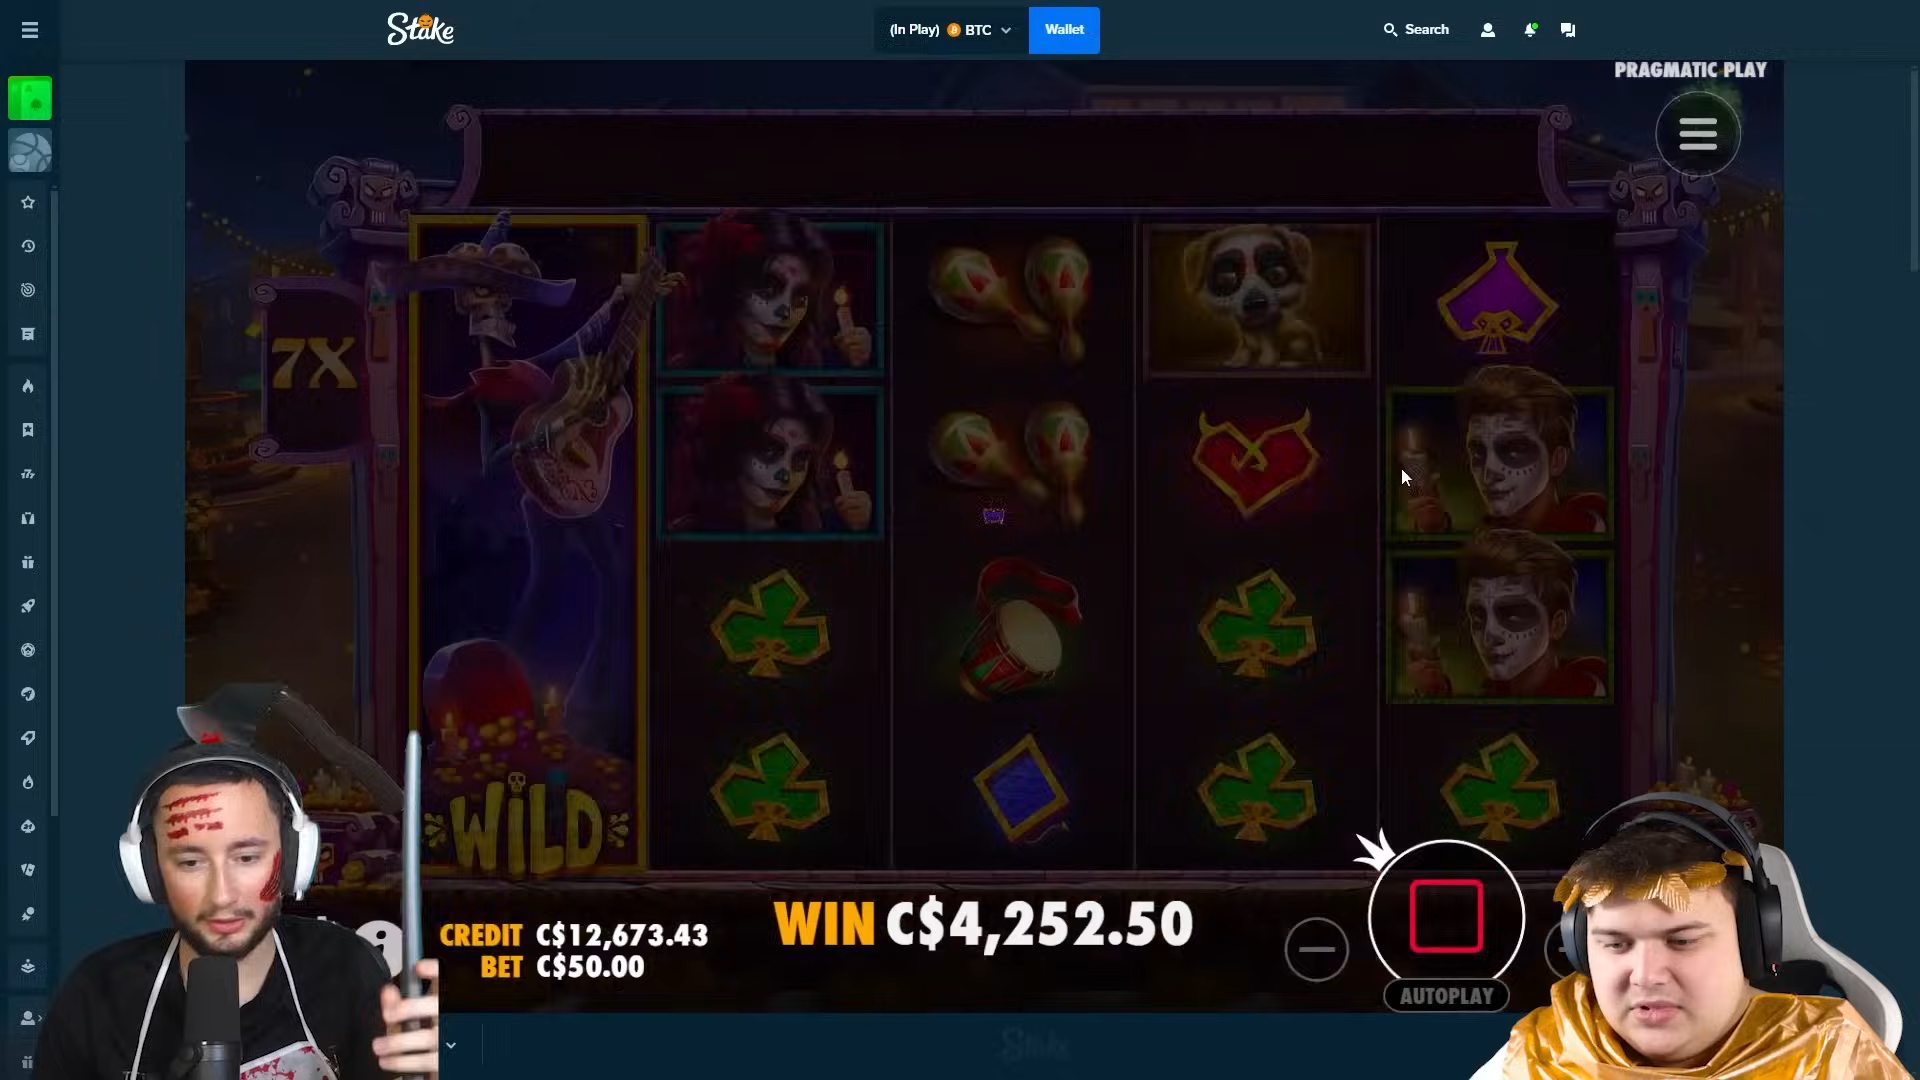 Stake
(In Play) BTC
Wallet
Search
PRAGMATIC PLAY
7X
WILD
CREDIT C$12,673.43
BET C$50.00
WIN C$4,252.50
AUTOPLAY
Stake